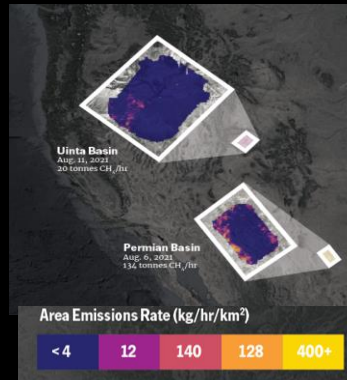 Uinta Basin
Aug. 11, 2021
20 tonnes CH₄/hr
Permian Basin
Aug. 6, 2021
134 tonnes CH₄/hr
Area Emissions Rate (kg/hr/km²)
< 4 12 140 128 400+